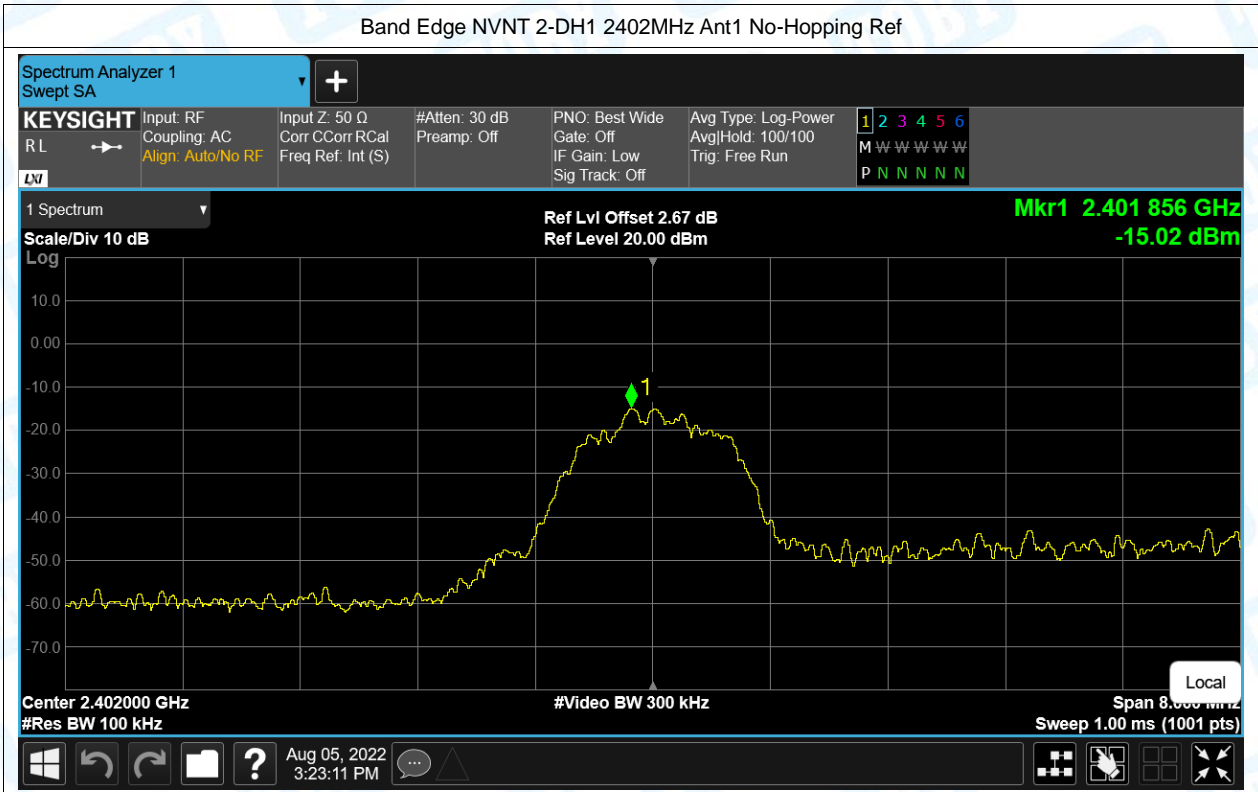 Band Edge NVNT 2-DH1 2402MHz Ant1 No-Hopping Ref
Spectrum Analyzer 1
Swept SA
+
KEYSIGHT
R L
LXI
Input: RF
Coupling: AC
Align: Auto/No RF
Input Z: 50 Ω
Corr CCorr RCal
Freq Ref: Int (S)
#Atten: 30 dB
Preamp: Off
PNO: Best Wide
Gate: Off
IF Gain: Low
Sig Track: Off
Avg Type: Log-Power
Avg|Hold: 100/100
Trig: Free Run
1 2 3 4 5 6
M W W W W W
P N N N N N
1 Spectrum
Scale/Div 10 dB
Ref Lvl Offset 2.67 dB
Ref Level 20.00 dBm
Mkr1 2.401 856 GHz
-15.02 dBm
Log
10.0
0.00
-10.0
-20.0
-30.0
-40.0
-50.0
-60.0
-70.0
1
Center 2.402000 GHz
#Res BW 100 kHz
#Video BW 300 kHz
Local
Span 8.000 MHz
Sweep 1.00 ms (1001 pts)
?
Aug 05, 2022
3:23:11 PM